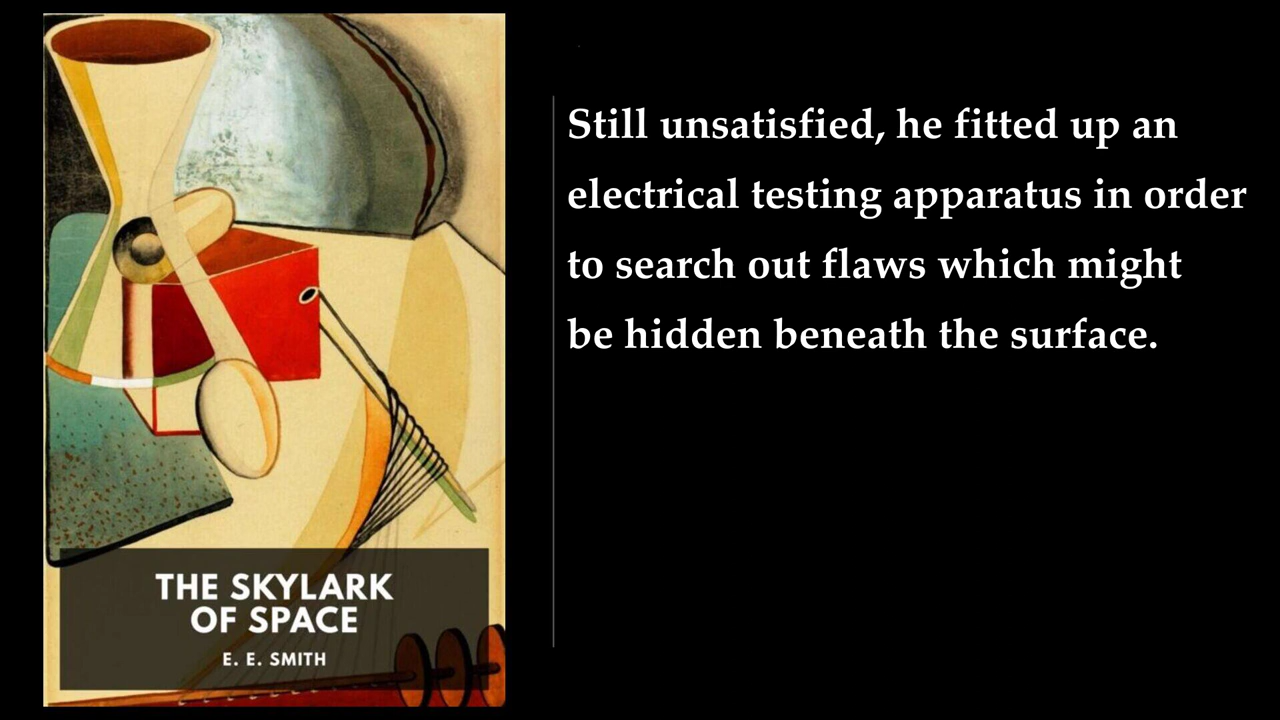 THE SKYLARK
OF SPACE
E. E. SMITH
Still unsatisfied, he fitted up an
electrical testing apparatus in order
to search out flaws which might
be hidden beneath the surface.